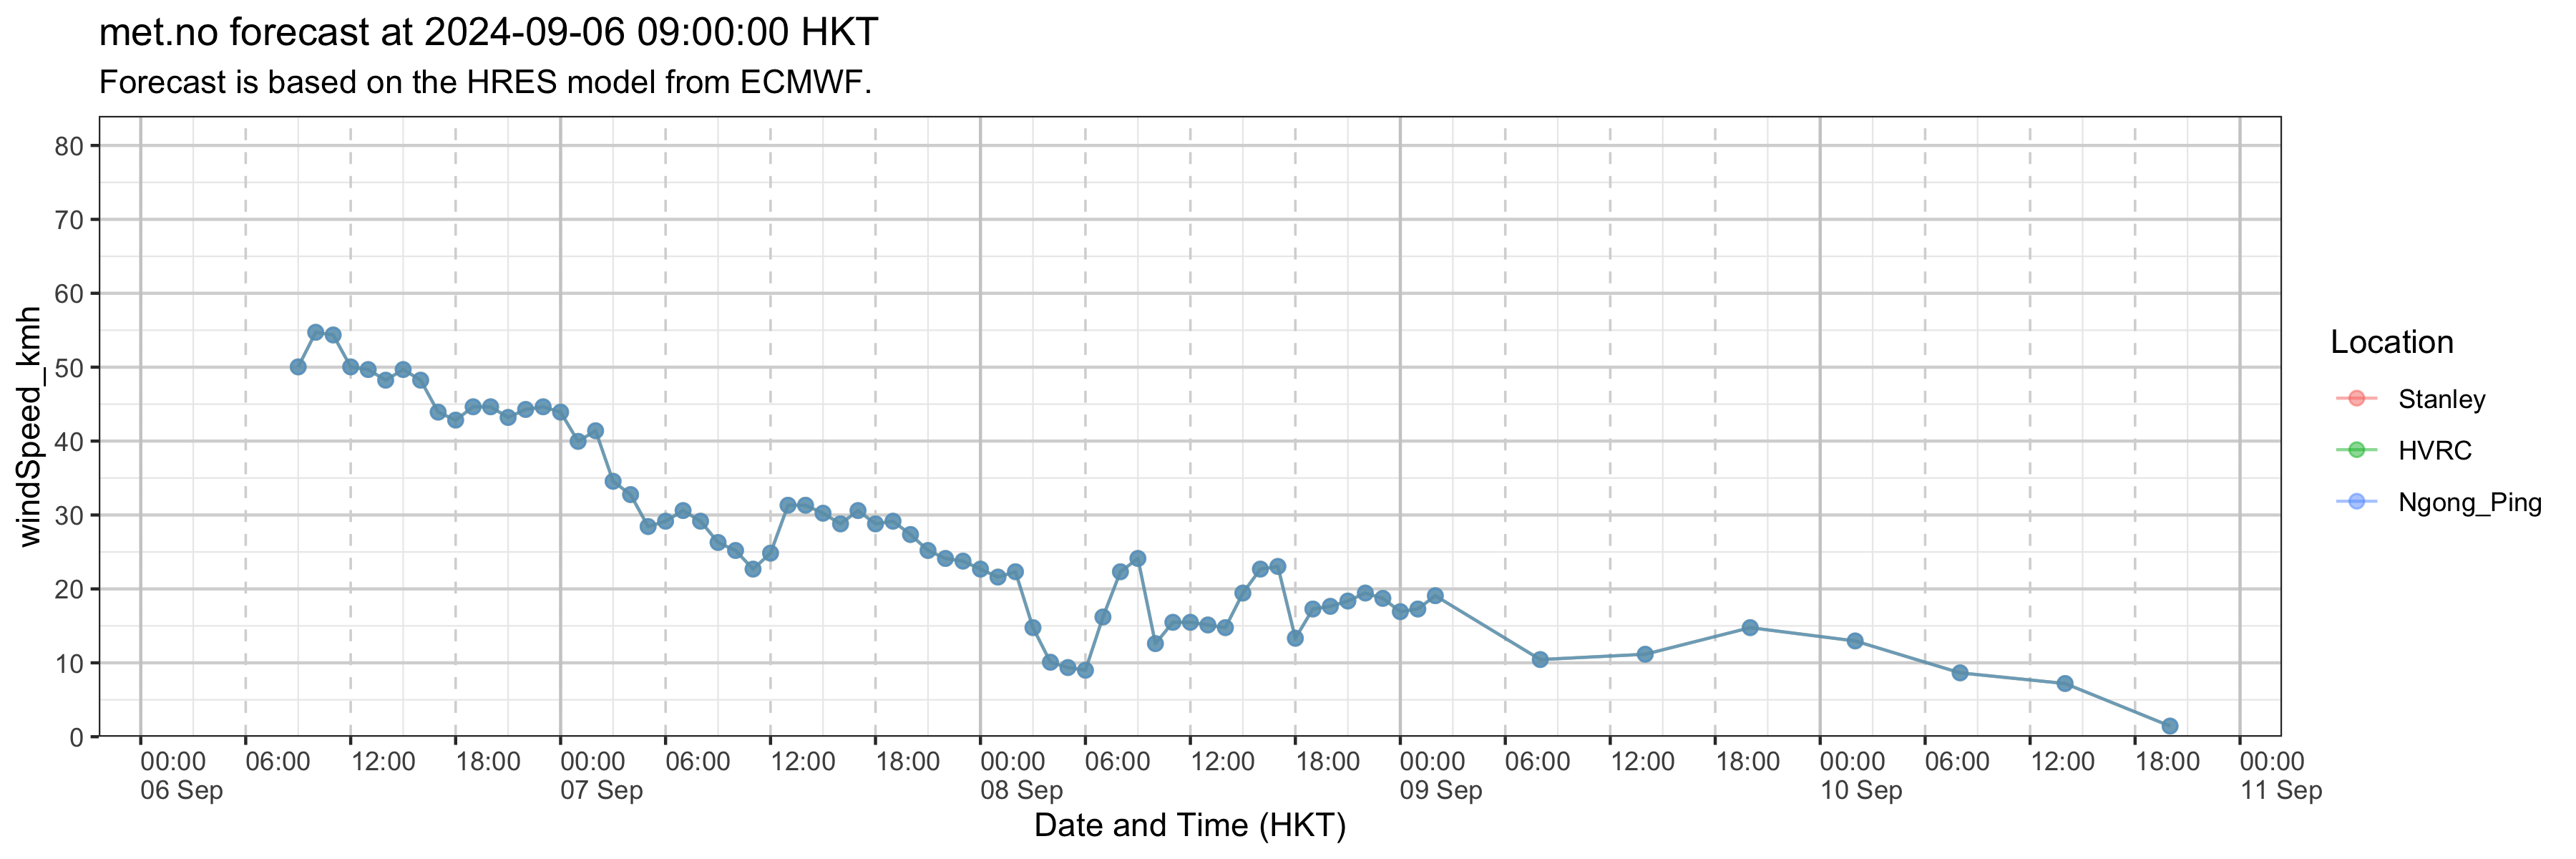 met.no forecast at 2024-09-06 09:00:00 HKT
Forecast is based on the HRES model from ECMWF.
windSpeed_kmh
80
70
60
50
40
30
20
10
0
00:00 06:00 12:00 18:00 00:00 06:00 12:00 18:00 00:00 06:00 12:00 18:00 00:00 06:00 12:00 18:00 00:00 06:00 12:00 18:00 00:00
06 Sep 07 Sep 08 Sep 09 Sep 10 Sep 11 Sep
Date and Time (HKT)
Location
Stanley
HVRC
Ngong_Ping